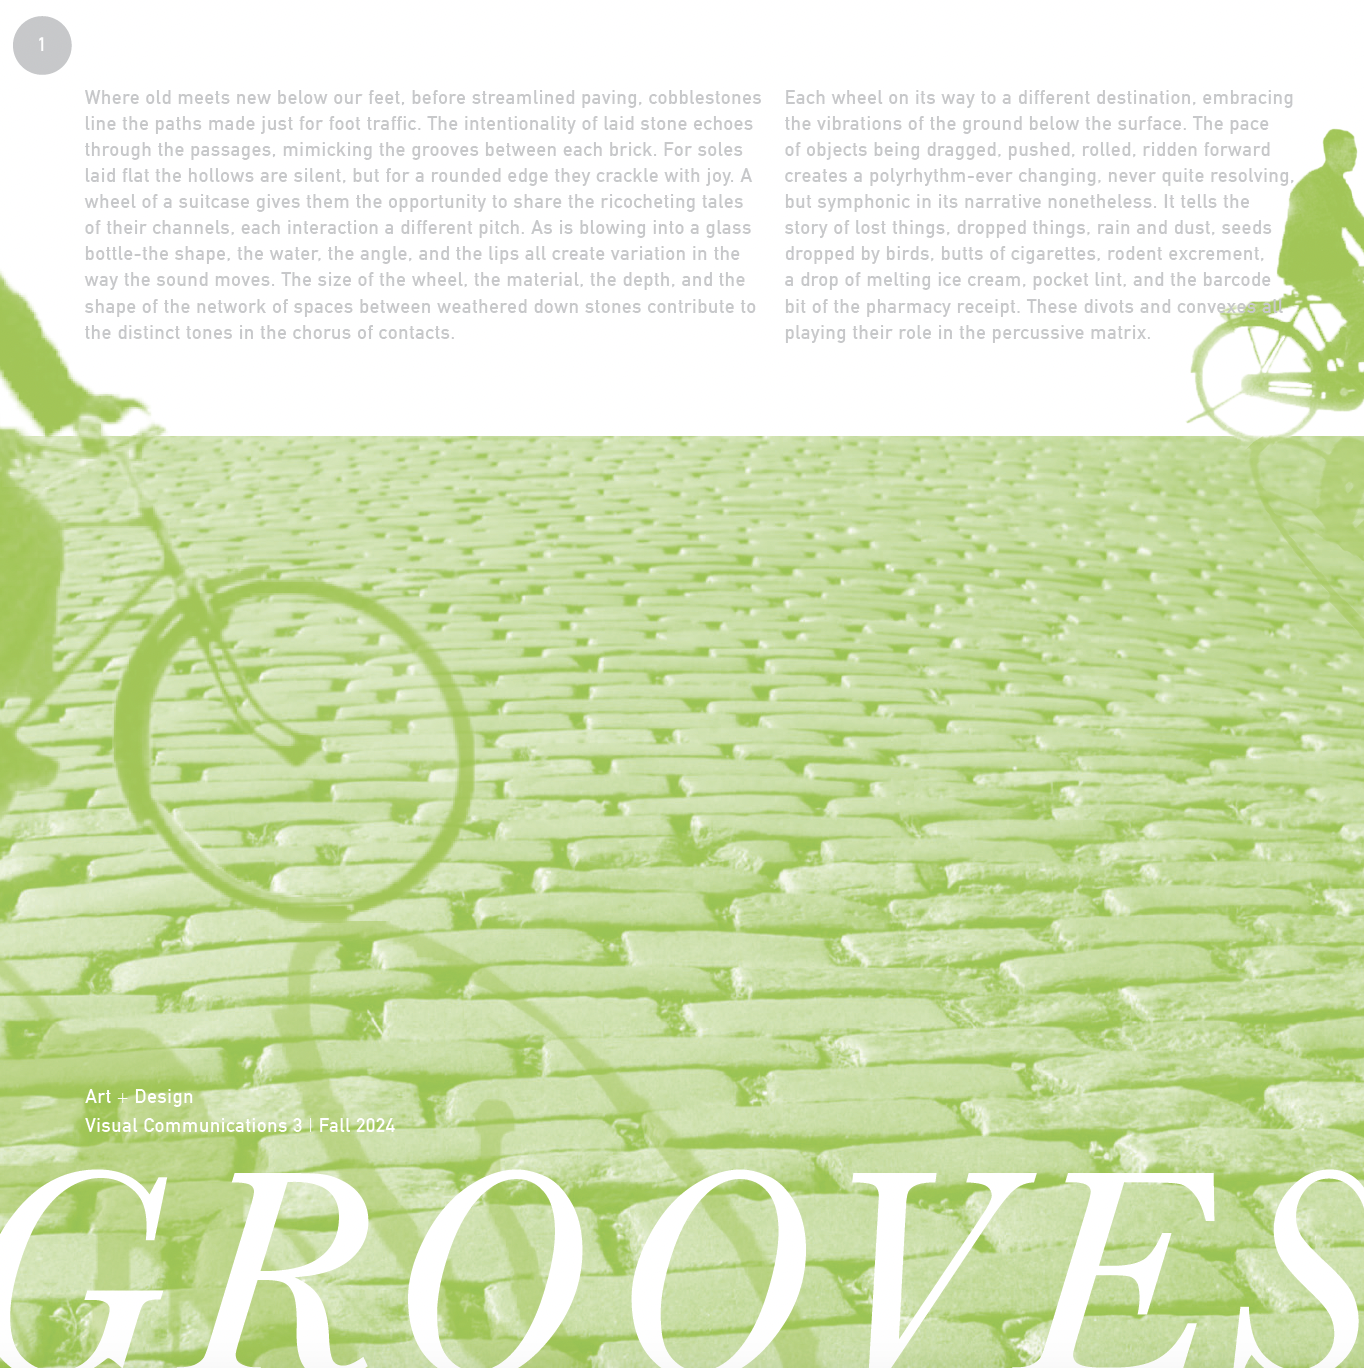 1
Where old meets new below our feet, before streamlined paving, cobblestones
line the paths made just for foot traffic. The intentionality of laid stone echoes
through the passages, mimicking the grooves between each brick. For soles
laid flat the hollows are silent, but for a rounded edge they crackle with joy. A
wheel of a suitcase gives them the opportunity to share the ricocheting tales
of their channels, each interaction a different pitch. As is blowing into a glass
bottle-the shape, the water, the angle, and the lips all create variation in the
way the sound moves. The size of the wheel, the material, the depth, and the
shape of the network of spaces between weathered down stones contribute to
the distinct tones in the chorus of contacts.
Each wheel on its way to a different destination, embracing
the vibrations of the ground below the surface. The pace
of objects being dragged, pushed, rolled, ridden forward
creates a polyrhythm-ever changing, never quite resolving,
but symphonic in its narrative nonetheless. It tells the
story of lost things, dropped things, rain and dust, seeds
dropped by birds, butts of cigarettes, rodent excrement,
a drop of melting ice cream, pocket lint, and the barcode
bit of the pharmacy receipt. These divots and convexes all
playing their role in the percussive matrix.
Art + Design
Visual Communications 3 | Fall 2024
GROOVES